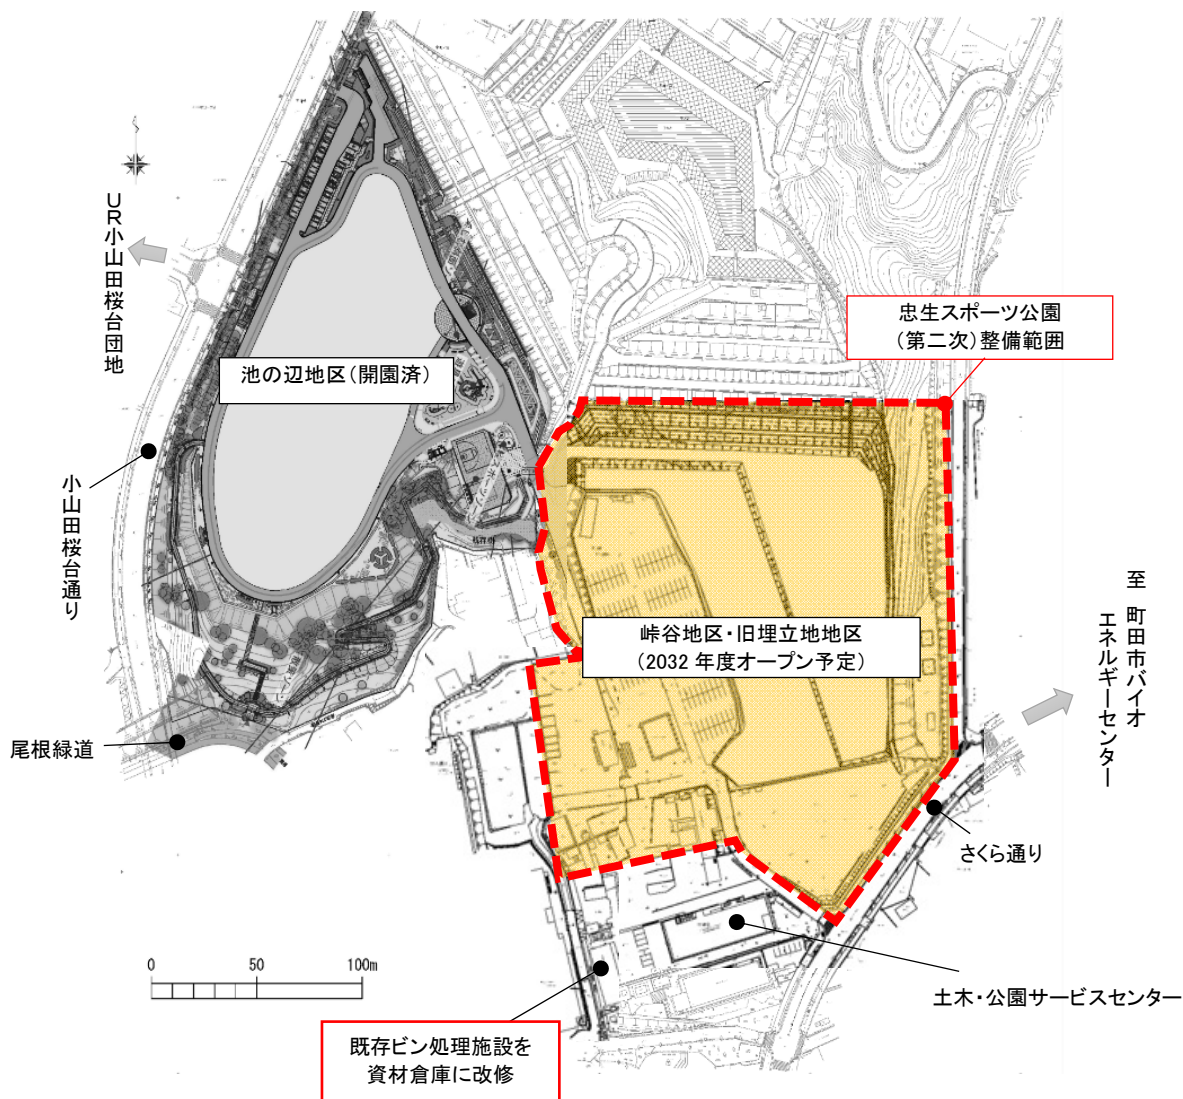 UR小山田桜台団地
忠生スポーツ公園
(第二次)整備範囲
池の辺地区(開園済)
小山田桜台通り
峠谷地区・旧埋立地地区
(2032 年度オープン予定)
至 町田市バイオ
エネルギーセンター
尾根緑道
さくら通り
0 50 100m
土木・公園サービスセンター
既存ビン処理施設を
資材倉庫に改修